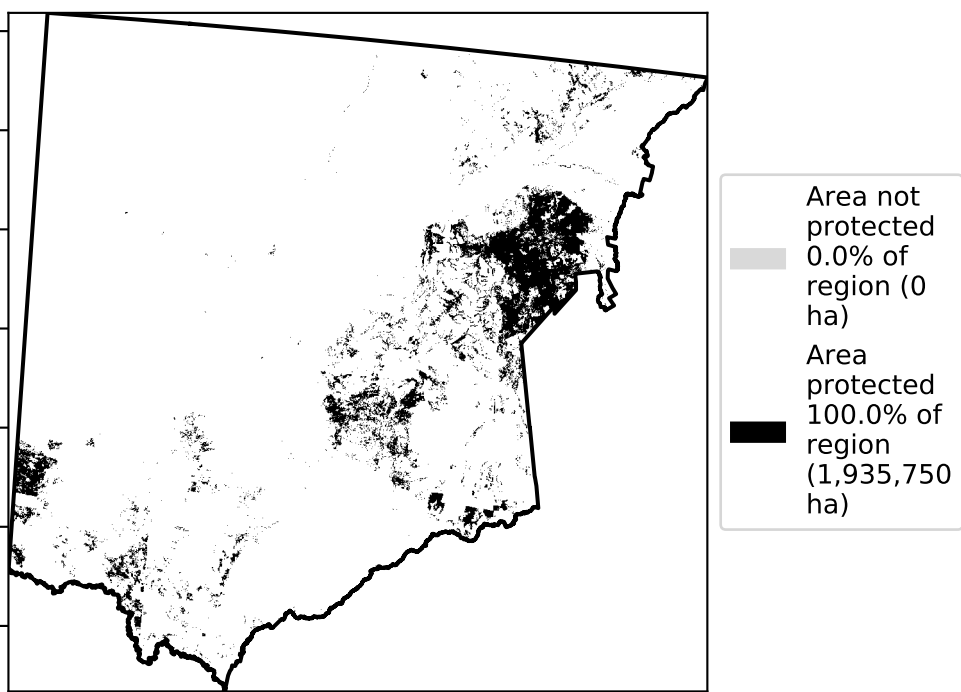 Area not
protected
0.0% of
region (0
ha)
Area
protected
100.0% of
region
(1,935,750
ha)